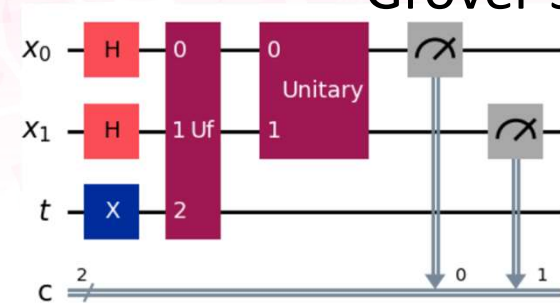 Grover's
x0 H 0 0
Unitary
x1 H 1 Uf 1
t X 2
c 2 0 1